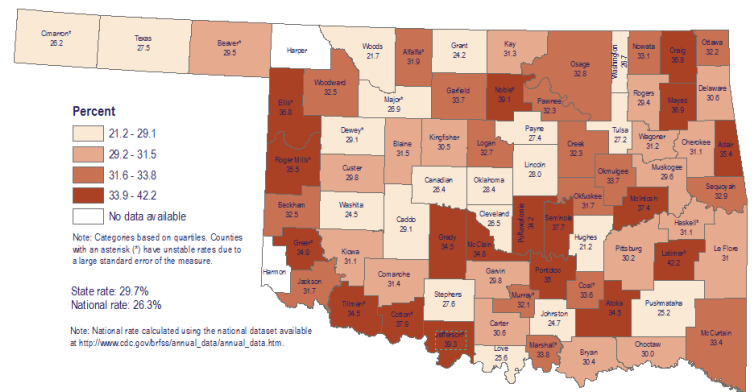 Cimarron*
26.2
Texas
27.5
Beaver*
29.5
Harper
Woods
21.7
Alfalfa*
31.9
Grant
24.2
Kay
31.3
Osage
32.8
Washington
Nowata
33.1
Craig
36.8
Ottawa
32.2
Ellis*
36.8
Woodward
32.5
Major*
26.9
Garfield
33.7
Noble*
39.1
Pawnee
32.3
Rogers
29.4
Mayes
36.9
Delaware
30.6
Roger Mills*
Dewey*
29.1
Blaine
31.5
Kingfisher
30.5
Logan
32.7
Payne
27.4
Creek
32.3
Tulsa
27.2
Wagoner
31.2
Cherokee
31.1
Adair
35.4
Custer
29.8
Canadian
26.4
Oklahoma
28.4
Lincoln
28.0
Okmulgee
33.7
Muskogee
29.6
Sequoyah
32.9
Beckham
32.5
Washita
24.5
Caddo
29.1
Cleveland
26.5
Pottawatomie
34.2
Seminole
37.7
Okfuskee
31.7
McIntosh
37.4
Haskell*
31.1
Greer*
34.9
Kiowa
31.1
Grady
34.5
McClain
34.8
Hughes
21.2
Pittsburg
30.2
Latimer*
42.2
Le Flore
31
Harmon
Jackson
31.7
Comanche
31.4
Garvin
29.8
Pontotoc
35
Coal*
33.6
Tillman*
34.5
Cotton*
37.9
Stephens
27.6
Murray*
32.1
Johnston
24.7
Atoka
34.5
Pushmataha
25.2
McCurtain
33.4
Jefferson*
39.3
Carter
30.6
Love
25.6
Marshall*
33.8
Bryan
30.4
Choctaw
30.0
Percent
21.2 - 29.1
29.2 - 31.5
31.6 - 33.8
33.9 - 42.2
No data available
Note: Categories based on quartiles. Counties
with an asterisk (*) have unstable rates due to
a large standard error of the measure.
State rate: 29.7%
National rate: 26.3%
Note: National rate calculated using the national dataset available
at http://www.cdc.gov/brfss/annual_data/annual_data.htm.